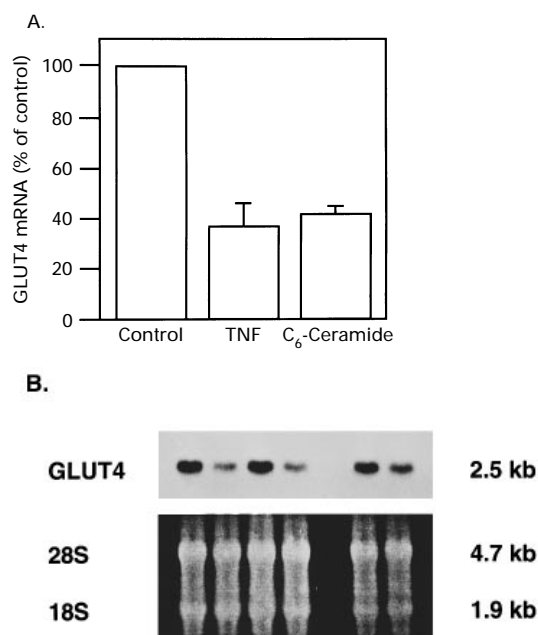 A.
GLUT4 mRNA (% of control)
100
80
60
40
20
0
Control TNF C6-Ceramide
B.
GLUT4 2.5 kb
28S 4.7 kb
18S 1.9 kb